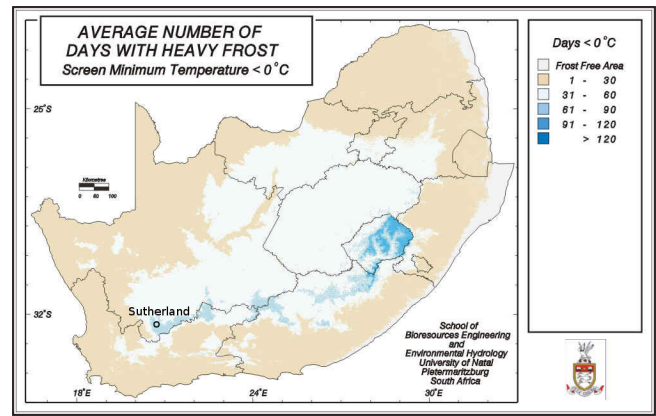 AVERAGE NUMBER OF
DAYS WITH HEAVY FROST
Screen Minimum Temperature < 0°C
Days < 0°C
Frost Free Area
1 - 30
31 - 60
61 - 90
91 - 120
> 120
26°S
Kilometres
60 0 60 100
Sutherland
32°S
School of
Bioresources Engineering
and
Environmental Hydrology
University of Natal
Pietermaritzburg
South Africa
18°E
24°E
30°E